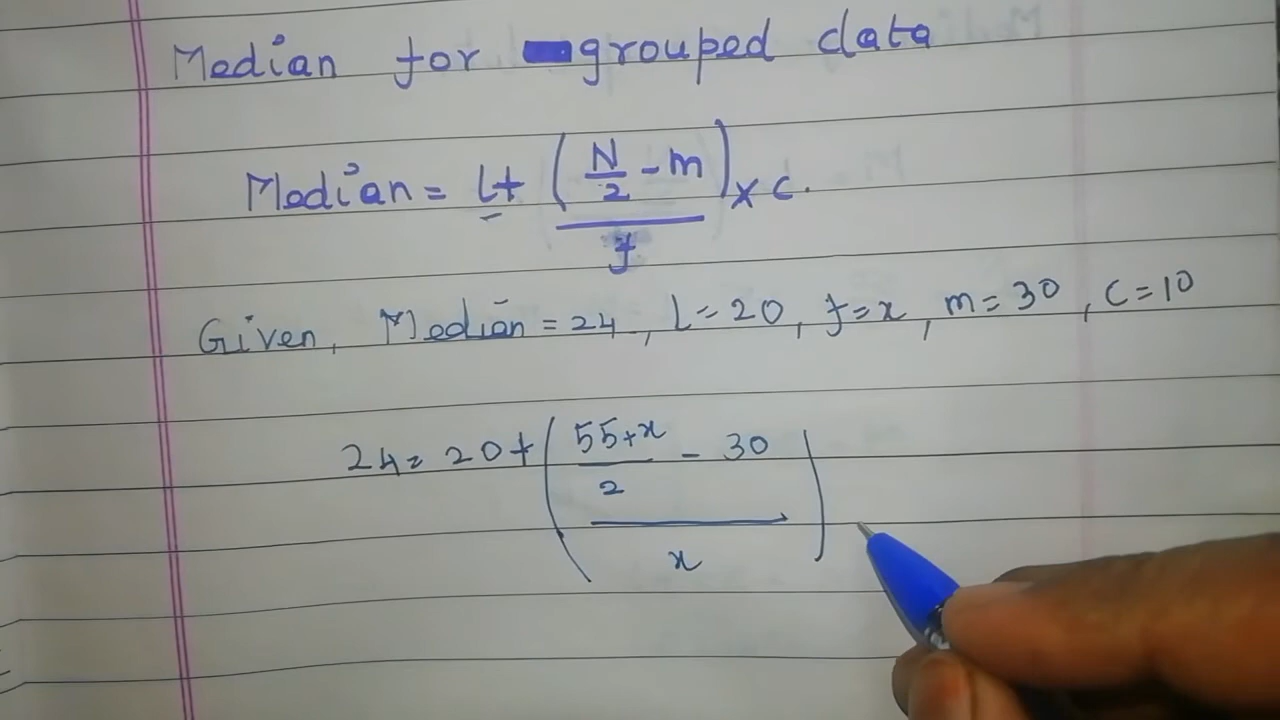 Median for grouped data
Median = l + (N/2 - m)/f × c.
Given, Median = 24, l = 20, f = x, m = 30, c = 10
24 = 20 + ((55+x)/2 - 30)/x)